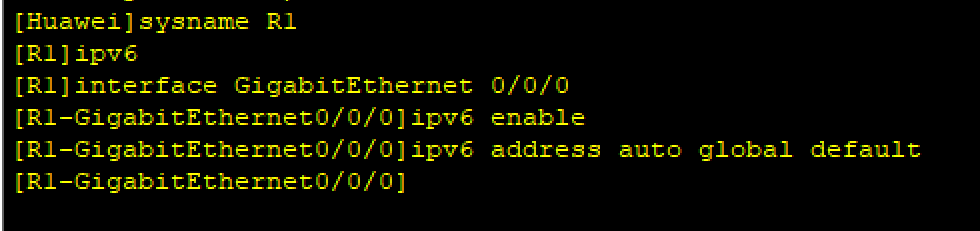 [Huawei]sysname R1
[R1]ipv6
[R1]interface GigabitEthernet 0/0/0
[R1-GigabitEthernet0/0/0]ipv6 enable
[R1-GigabitEthernet0/0/0]ipv6 address auto global default
[R1-GigabitEthernet0/0/0]